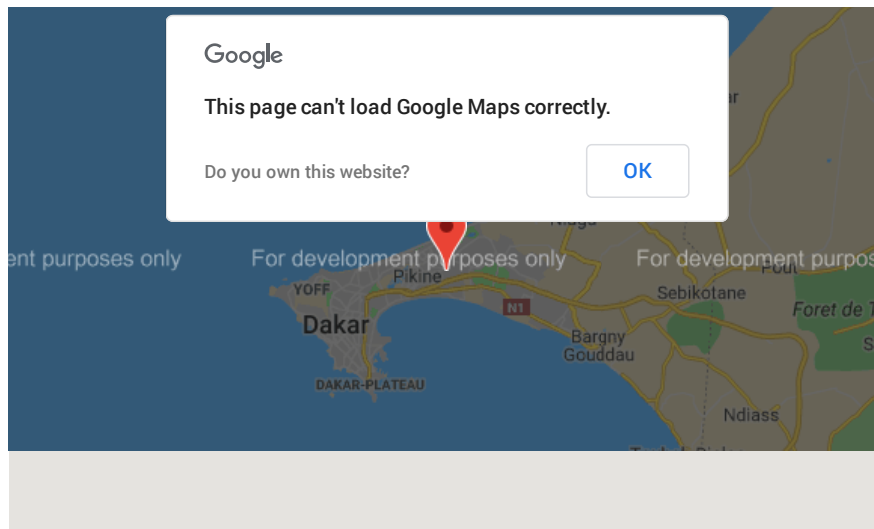 Google
This page can't load Google Maps correctly.
Do you own this website?
OK
ent purposes only
For development purposes only
For development purpos
Pikine
YOFF
Sebikotane
N1
Foret de T
Dakar
Bargny
Gouddau
DAKAR-PLATEAU
Ndiass